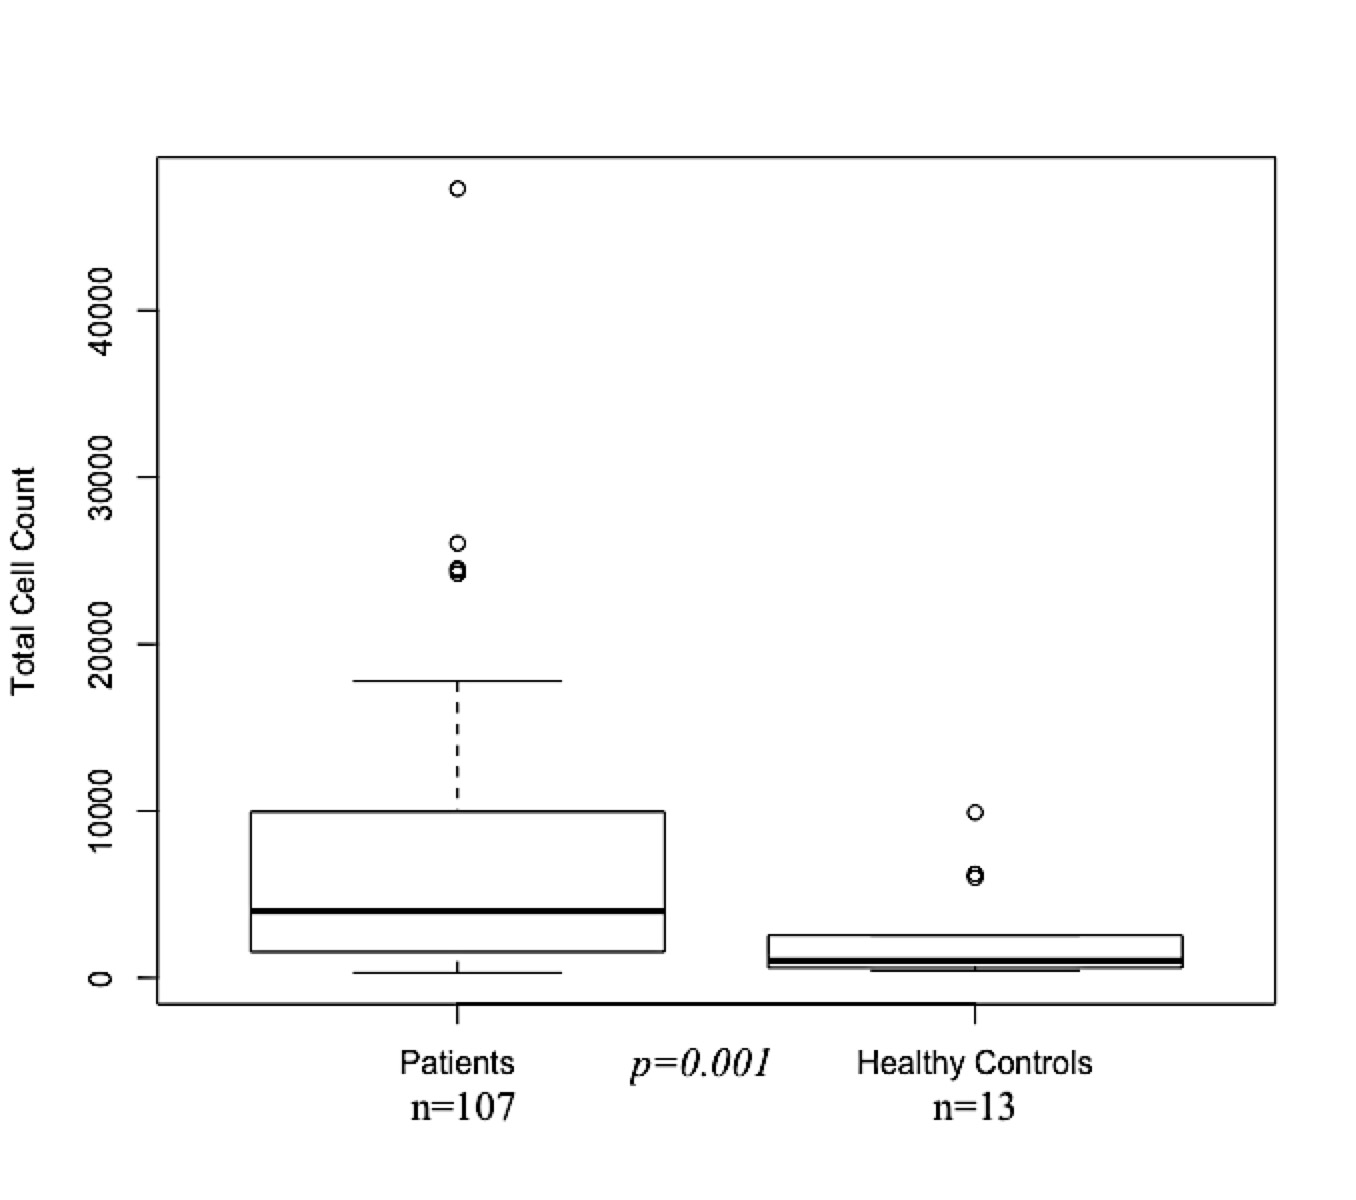 Total Cell Count
40000
30000
20000
10000
0
Patients p=0.001 Healthy Controls
n=107 n=13